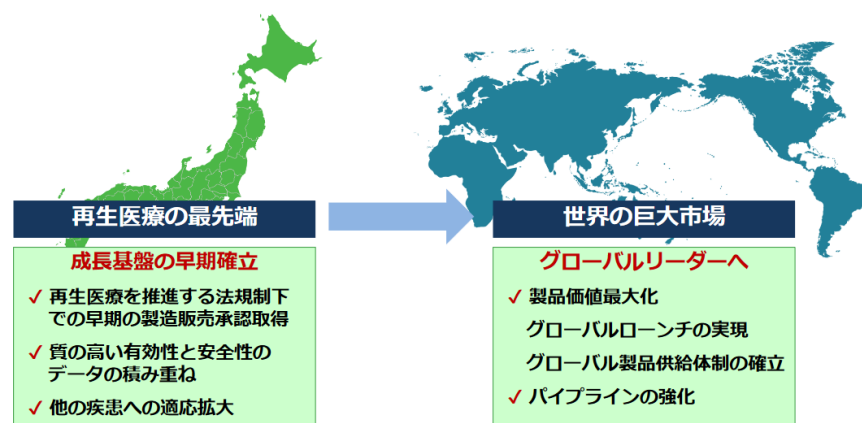 再生医療の最先端
成長基盤の早期確立
✓ 再生医療を推進する法規制下
での早期の製造販売承認取得
✓ 質の高い有効性と安全性の
データの積み重ね
✓ 他の疾患への適応拡大
世界の巨大市場
グローバルリーダーへ
✓ 製品価値最大化
グローバルローンチの実現
グローバル製品供給体制の確立
✓ パイプラインの強化